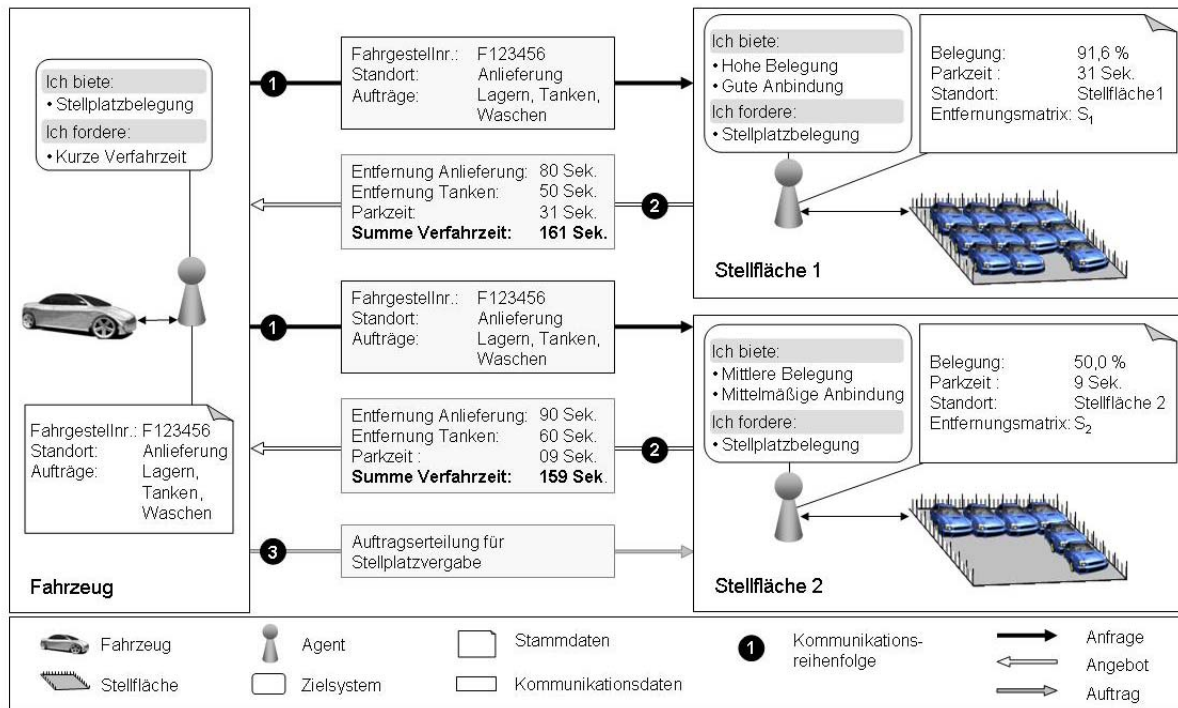 Ich biete:
• Stellplatzbelegung
Ich fordere:
• Kurze Verfahrzeit
Fahrgestellnr.: F123456
Standort: Anlieferung
Aufträge: Lagern,
Tanken,
Waschen
Fahrzeug
1
Fahrgestellnr.: F123456
Standort: Anlieferung
Aufträge: Lagern, Tanken,
Waschen
Entfernung Anlieferung: 80 Sek.
Entfernung Tanken: 50 Sek.
Parkzeit: 31 Sek.
Summe Verfahrzeit: 161 Sek.
2
1
Fahrgestellnr.: F123456
Standort: Anlieferung
Aufträge: Lagern, Tanken,
Waschen
Entfernung Anlieferung: 90 Sek.
Entfernung Tanken: 60 Sek.
Parkzeit : 09 Sek.
Summe Verfahrzeit: 159 Sek.
2
3
Auftragserteilung für
Stellplatzvergabe
Ich biete:
• Hohe Belegung
• Gute Anbindung
Ich fordere:
• Stellplatzbelegung
Belegung: 91,6 %
Parkzeit : 31 Sek.
Standort: Stellfläche1
Entfernungsmatrix: S1
Stellfläche 1
Ich biete:
• Mittlere Belegung
• Mittelmäßige Anbindung
Ich fordere:
• Stellplatzbelegung
Belegung: 50,0 %
Parkzeit : 9 Sek.
Standort: Stellfläche 2
Entfernungsmatrix: S2
Stellfläche 2
Fahrzeug
Stellfläche
Agent
Zielsystem
Stammdaten
Kommunikationsdaten
1
Kommunikations-
reihenfolge
Anfrage
Angebot
Auftrag